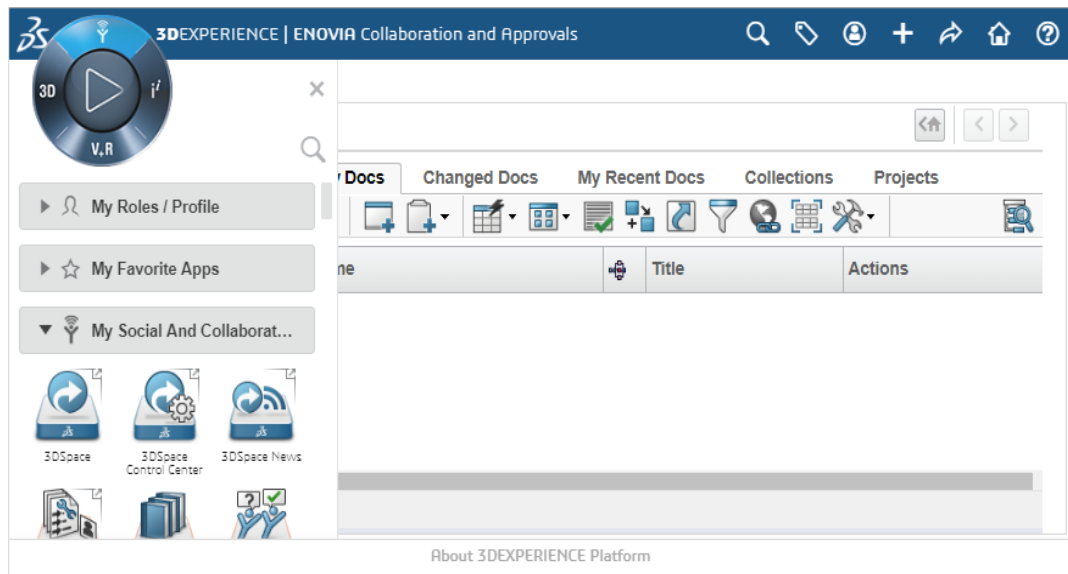 3DEXPERIENCE | ENOVIA Collaboration and Approvals
3D
i
V+R
Docs
Changed Docs
My Recent Docs
Collections
Projects
My Roles / Profile
My Favorite Apps
me
Title
Actions
My Social And Collaborat...
3DSpace
3DSpace
Control Center
3DSpace News
About 3DEXPERIENCE Platform